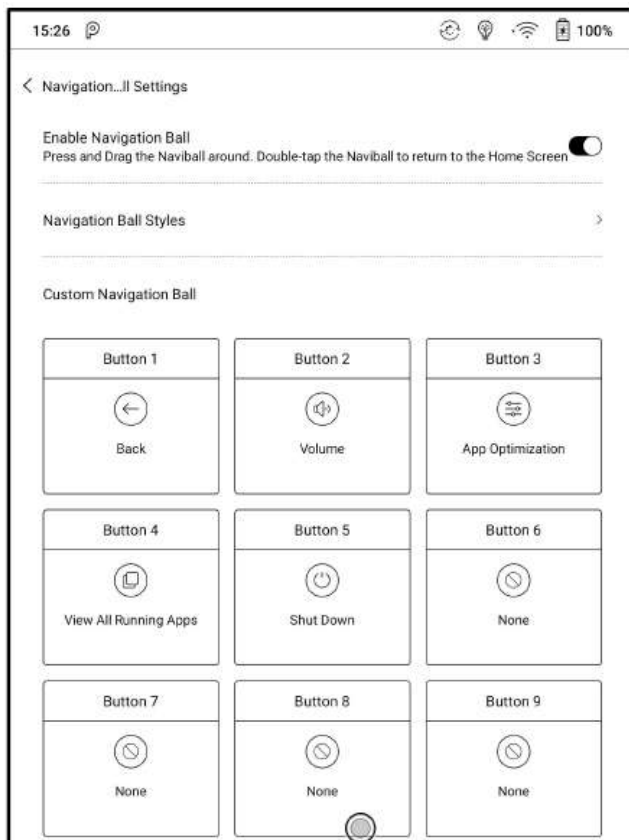 15:26 100%
Navigation...ll Settings
Enable Navigation Ball
Press and Drag the Naviball around. Double-tap the Naviball to return to the Home Screen
Navigation Ball Styles
Custom Navigation Ball
Button 1 Button 2 Button 3
Back Volume App Optimization
Button 4 Button 5 Button 6
View All Running Apps Shut Down None
Button 7 Button 8 Button 9
None None None